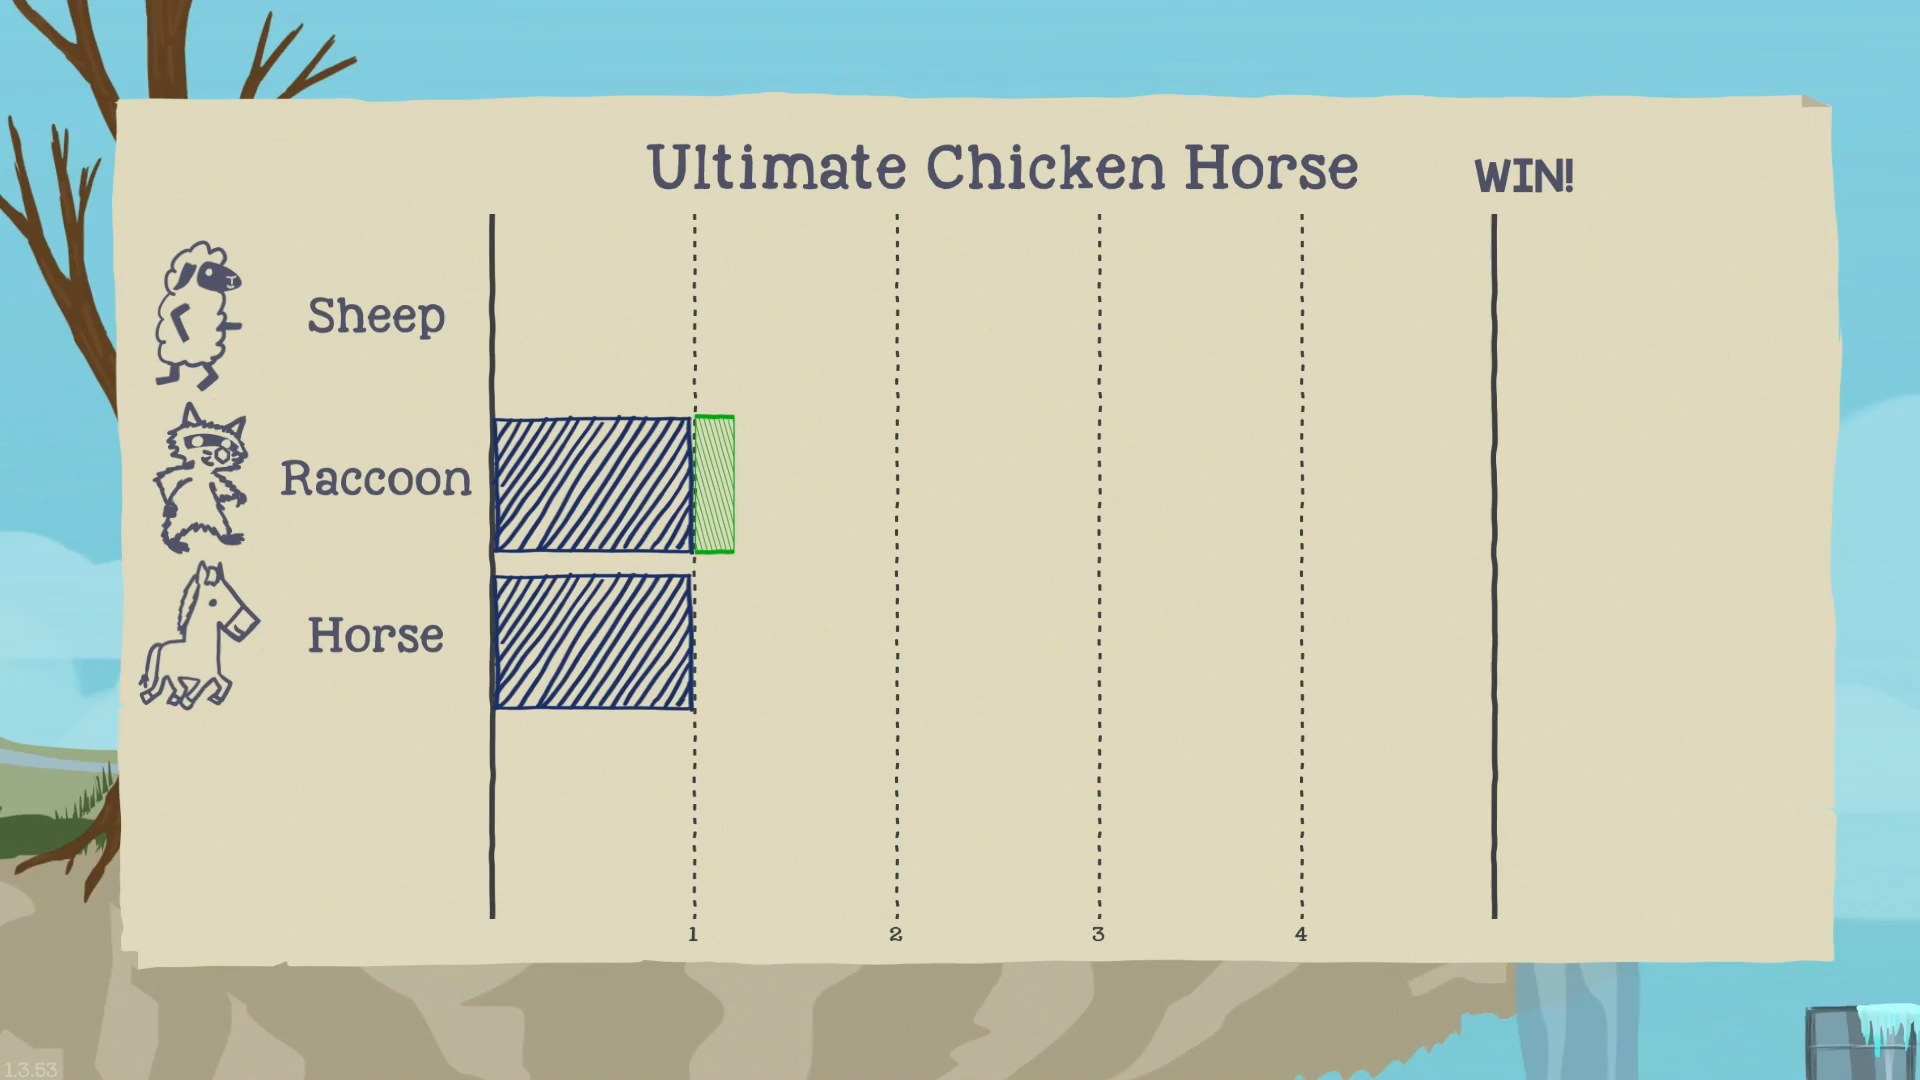 Ultimate Chicken Horse
WIN!
Sheep
Raccoon
Horse
1 2 3 4
1.3.53